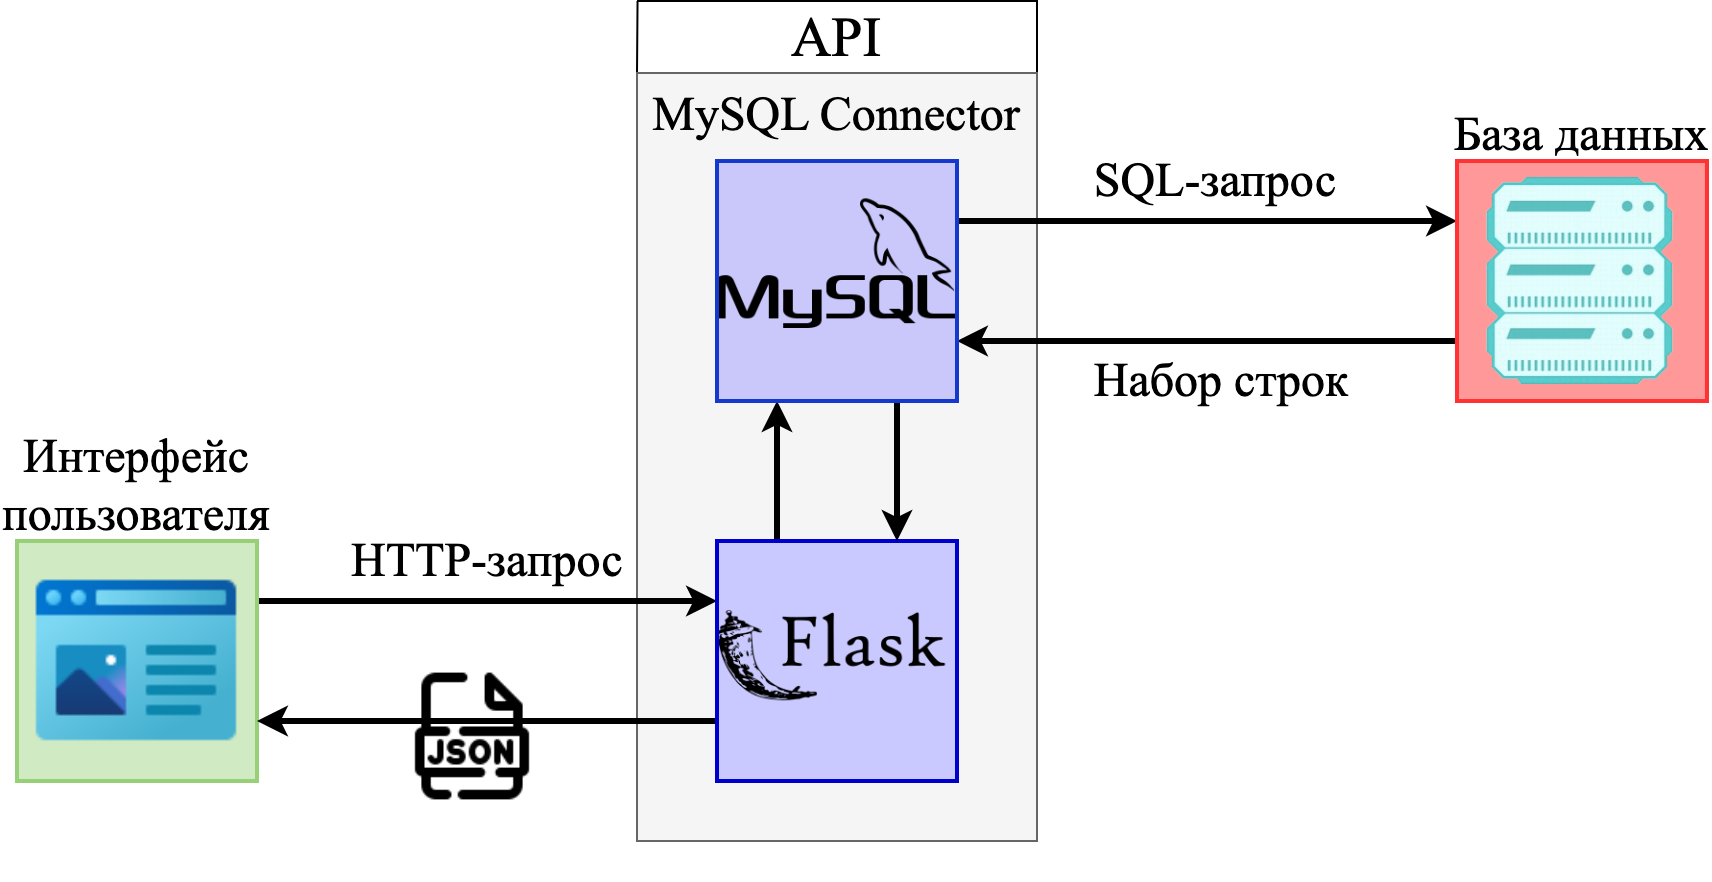 API
MySQL Connector
База данных
SQL-запрос
MySQL
Набор строк
Интерфейс
пользователя
HTTP-запрос
Flask
JSON